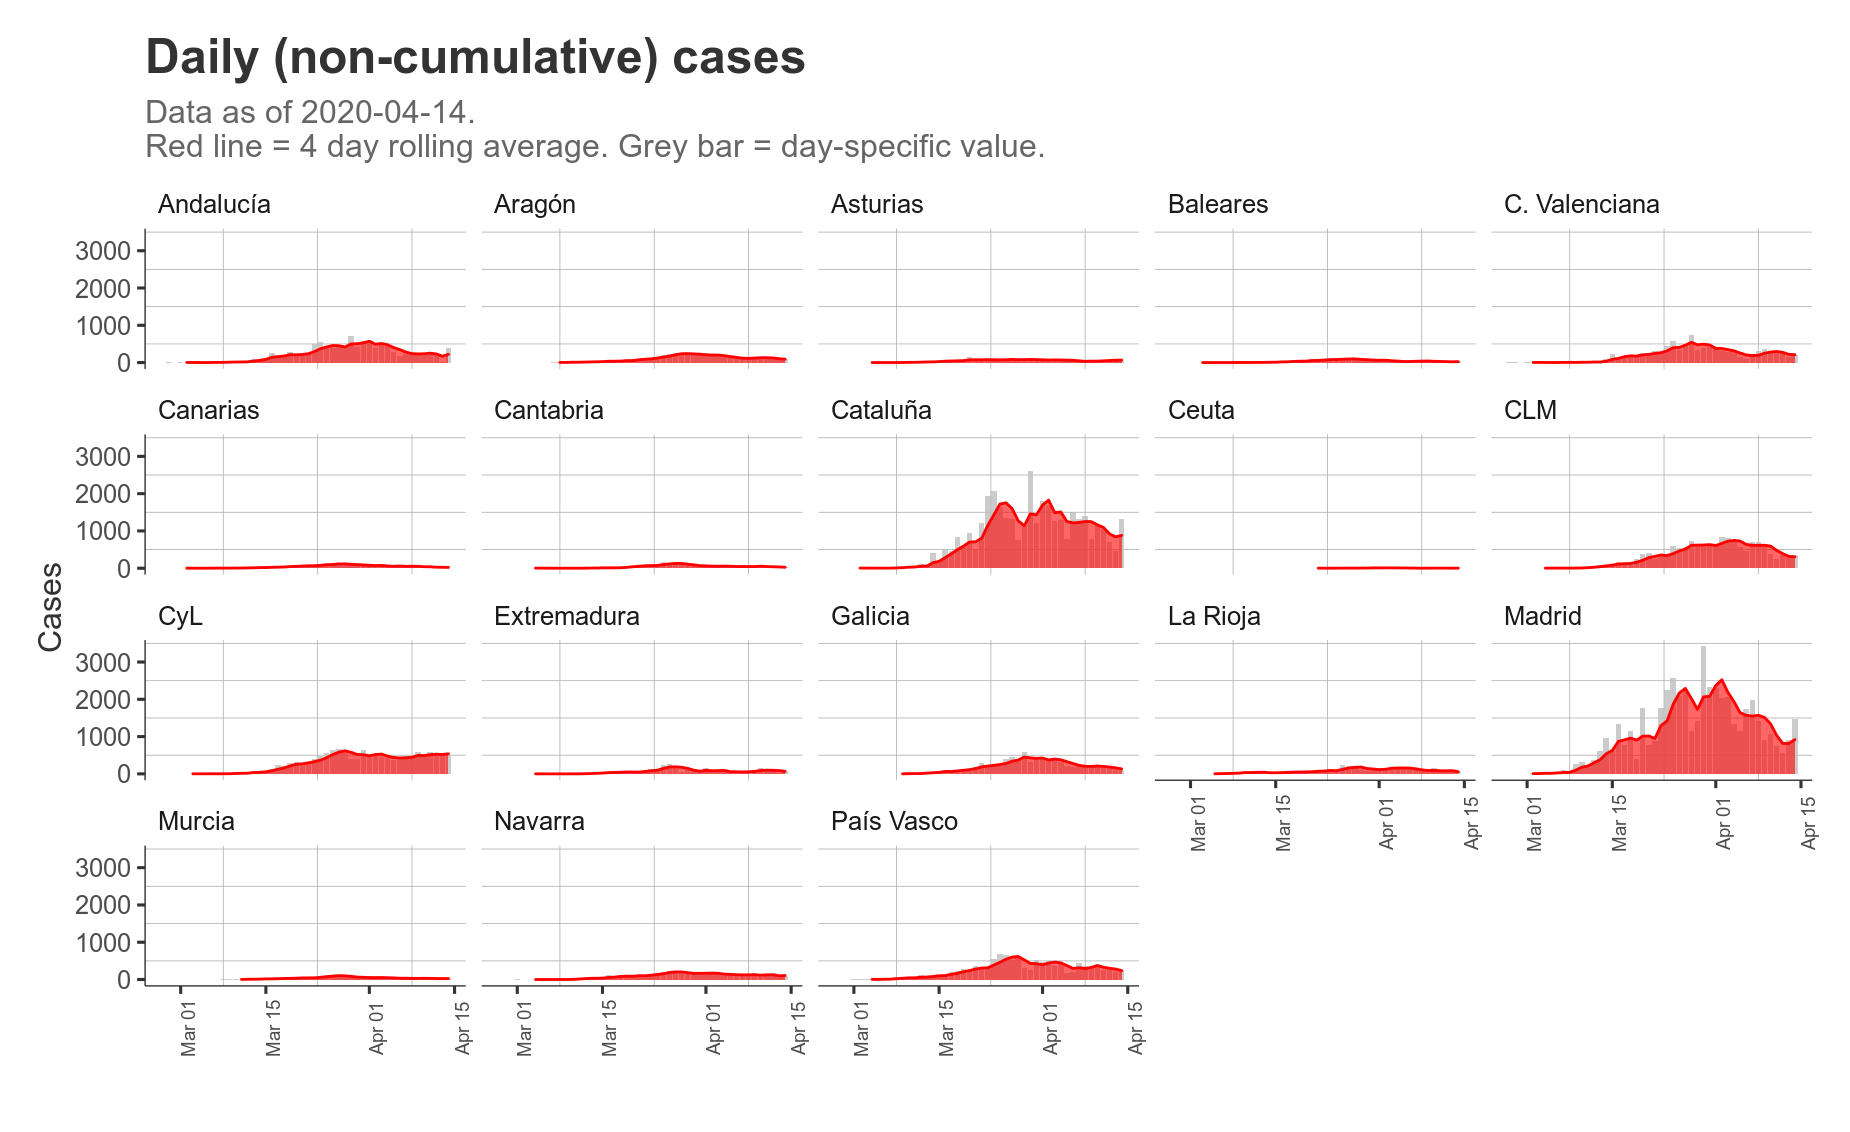 Daily (non-cumulative) cases
Data as of 2020-04-14.
Red line = 4 day rolling average. Grey bar = day-specific value.
Andalucía Aragón Asturias Baleares C. Valenciana
3000
2000
1000
0
Canarias Cantabria Cataluña Ceuta CLM
3000
2000
1000
0
Cases
CyL Extremadura Galicia La Rioja Madrid
3000
2000
1000
0
Mar 01 Mar 15 Apr 01 Apr 15 Mar 01 Mar 15 Apr 01 Apr 15
Murcia Navarra País Vasco
3000
2000
1000
0
Mar 01 Mar 15 Apr 01 Apr 15 Mar 01 Mar 15 Apr 01 Apr 15 Mar 01 Mar 15 Apr 01 Apr 15